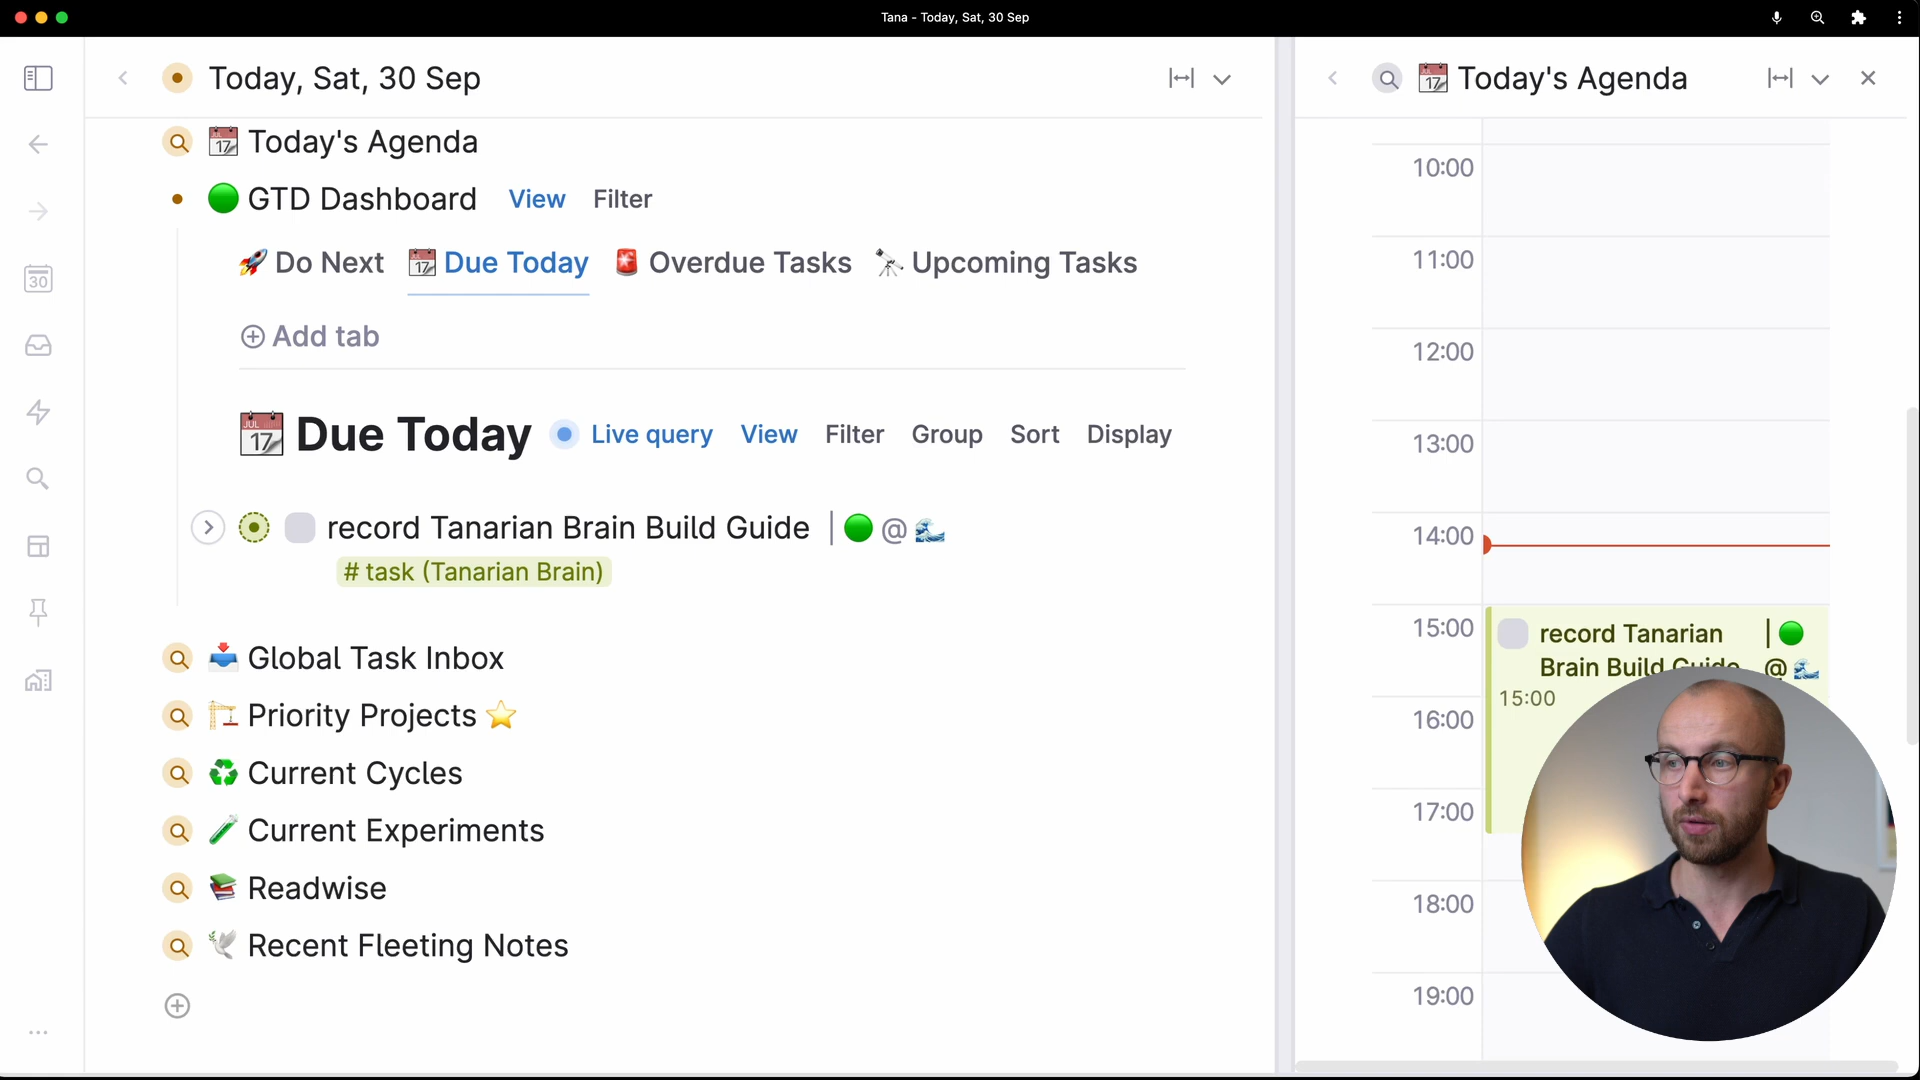 Tana - Today, Sat, 30 Sep
Today, Sat, 30 Sep
Today's Agenda
GTD Dashboard View Filter
Do Next Due Today Overdue Tasks Upcoming Tasks
Add tab
Due Today Live query View Filter Group Sort Display
record Tanarian Brain Build Guide | @
# task (Tanarian Brain)
Global Task Inbox
Priority Projects
Current Cycles
Current Experiments
Readwise
Recent Fleeting Notes
30
Today's Agenda
10:00
11:00
12:00
13:00
14:00
15:00
record Tanarian | 
Brain Build Guide @
15:00
16:00
17:00
18:00
19:00